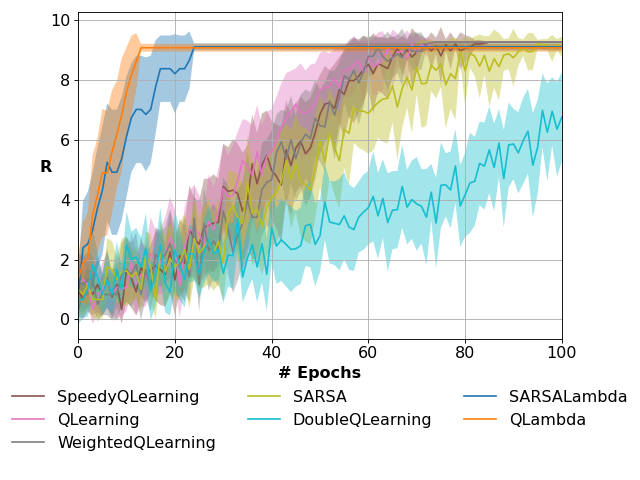 10
8
6
R
4
2
0
0 20 40 60 80 100
# Epochs
SpeedyQLearning SARSA SARSALambda
QLearning DoubleQLearning QLambda
WeightedQLearning